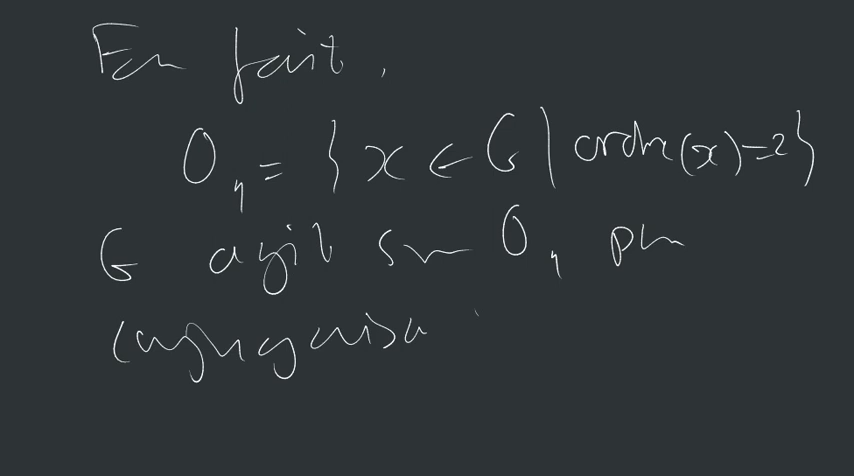 En fait,
O₁ = { x ∈ G | ordre(x)=2}
G agit sur O₁ par
conjugaison.